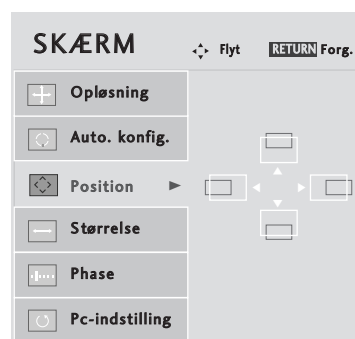 SKÆRM
Flyt RETURN Forg.
Opløsning
Auto. konfig.
Position
Størrelse
Phase
Pc-indstilling